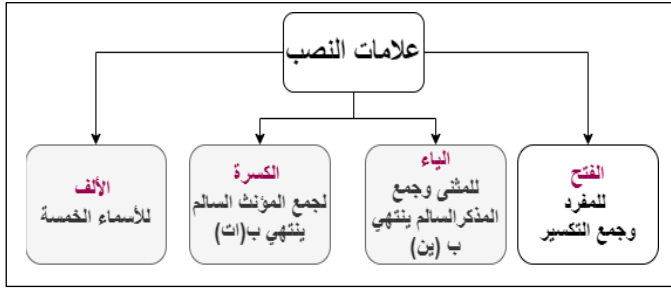 علامات النصب
الفتح
للمفرد
وجمع التكسير
الياء
للمثنى وجمع
المذكرالسالم ينتهي
ب (ين)
الكسرة
لجمع المؤنث السالم
ينتهي ب(ات)
الألف
للأسماء الخمسة